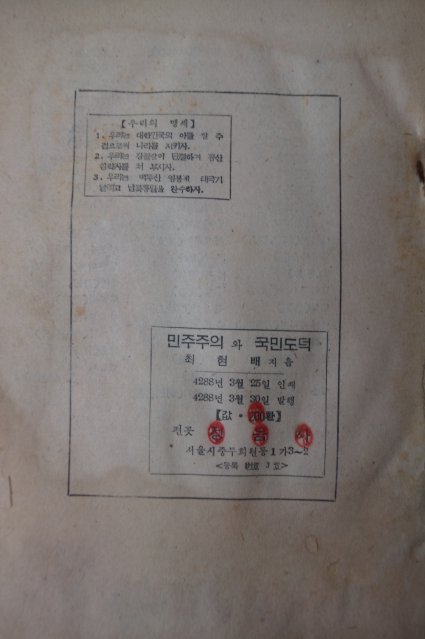 【우리의 맹세】
1. 우리는 대한민국의 아들 딸 주
검으로써 나라를 지키자.
2. 우리는 강철같이 단결하여 공산
침략자를 쳐 부시자.
3. 우리는 백두산 영봉에 태극기
날리고 남북통일을 완수하자.
민주주의 와 국민도덕
최 현 배 지음
4288년 3월 25일 인쇄
4288년 3월 30일 발행
【값・200환】
펴낸곳 정 음 사
서울시중구회현동1가3~2
<등록